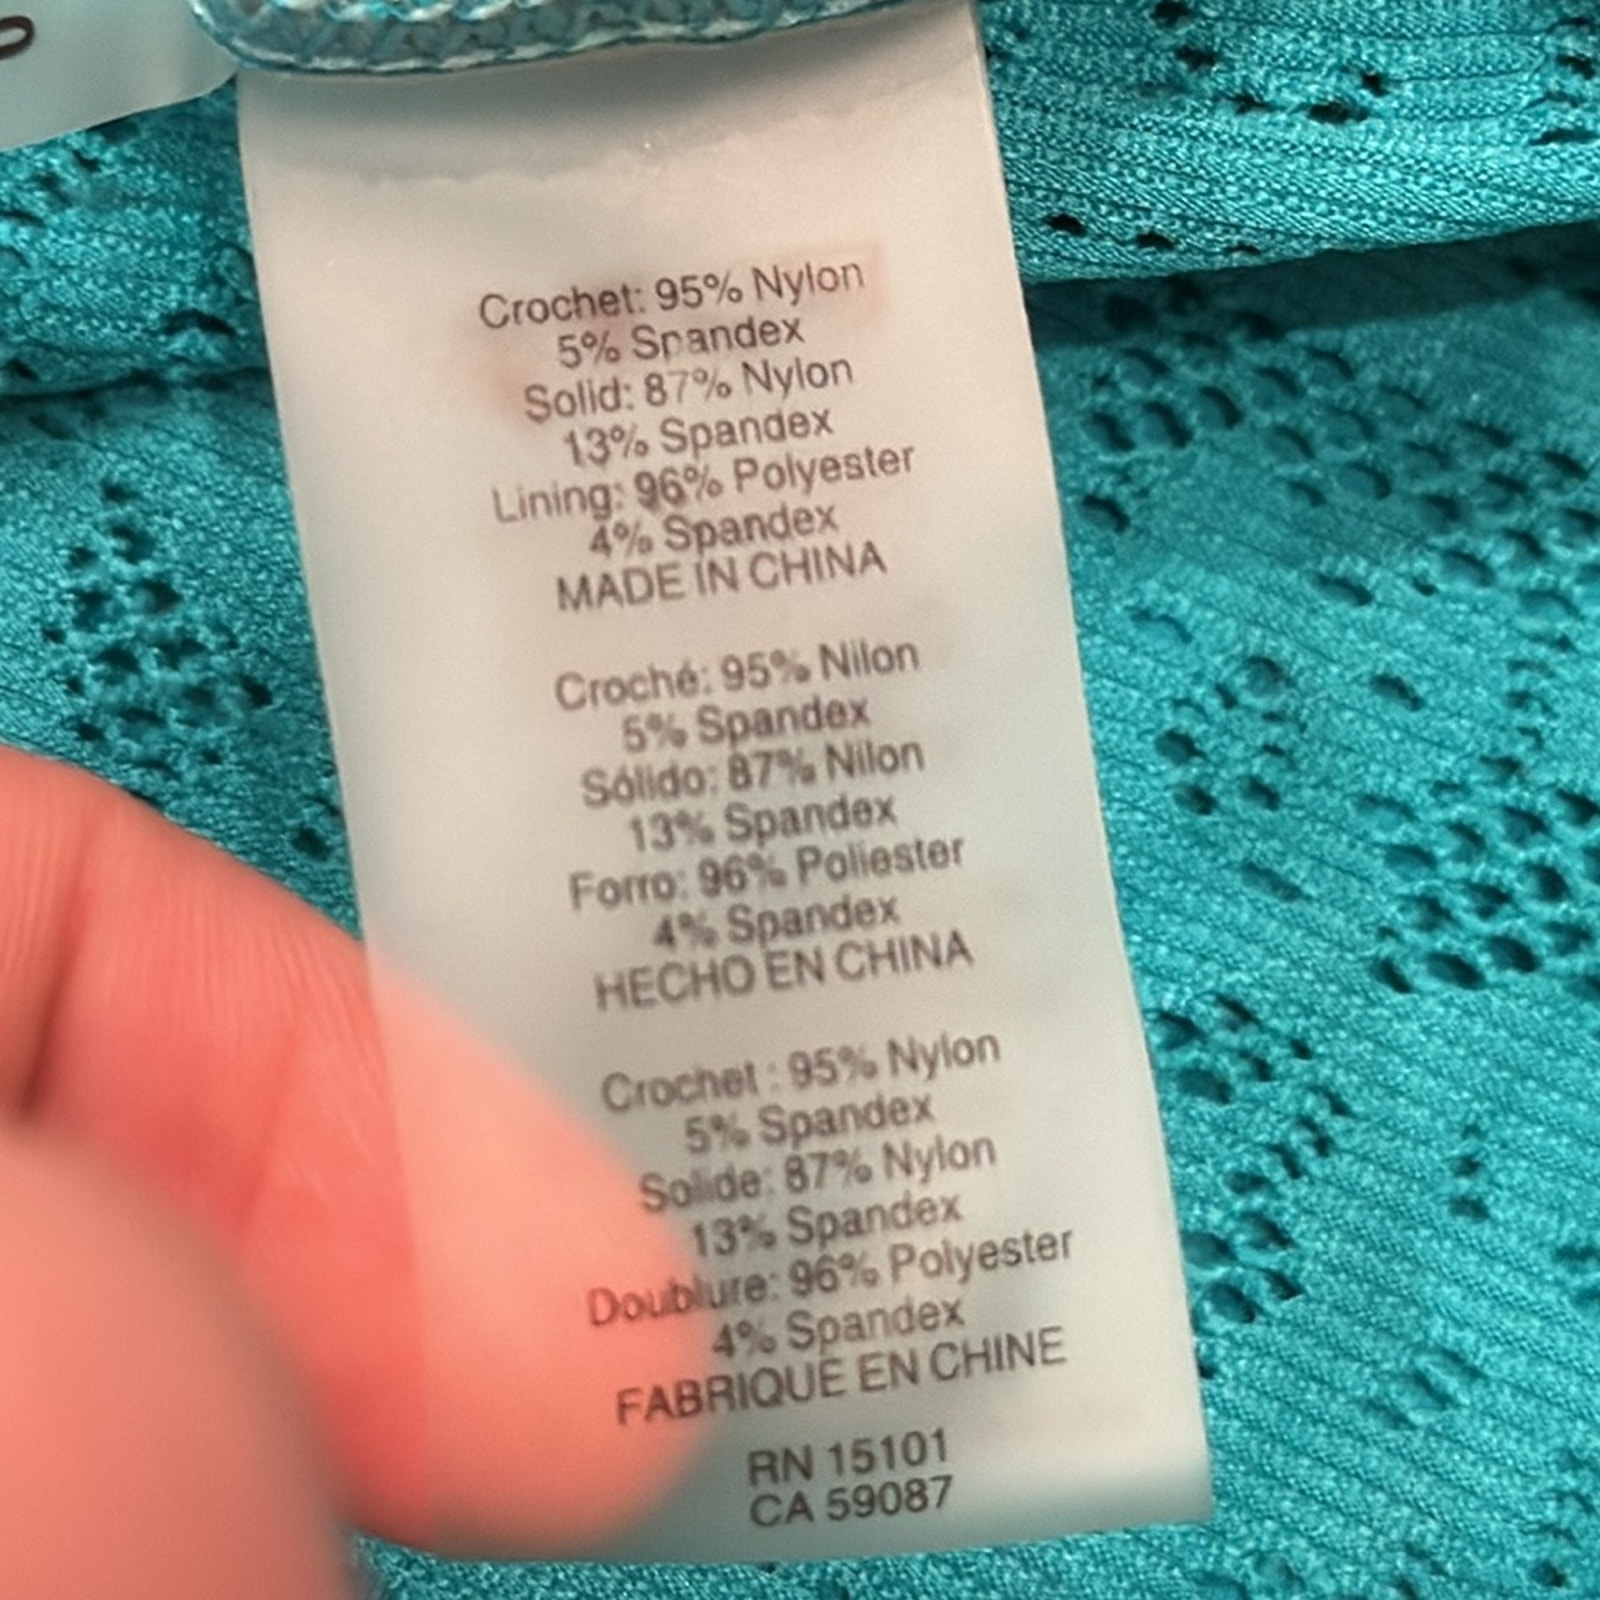 Crochet: 95% Nylon
5% Spandex
Solid: 87% Nylon
13% Spandex
Lining: 96% Polyester
4% Spandex
MADE IN CHINA
Croché: 95% Nilon
5% Spandex
Sólido: 87% Nilon
13% Spandex
Forro: 96% Poliester
4% Spandex
HECHO EN CHINA
Crochet : 95% Nylon
5% Spandex
Solide: 87% Nylon
13% Spandex
Doublure: 96% Polyester
4% Spandex
FABRIQUE EN CHINE
RN 15101
CA 59087